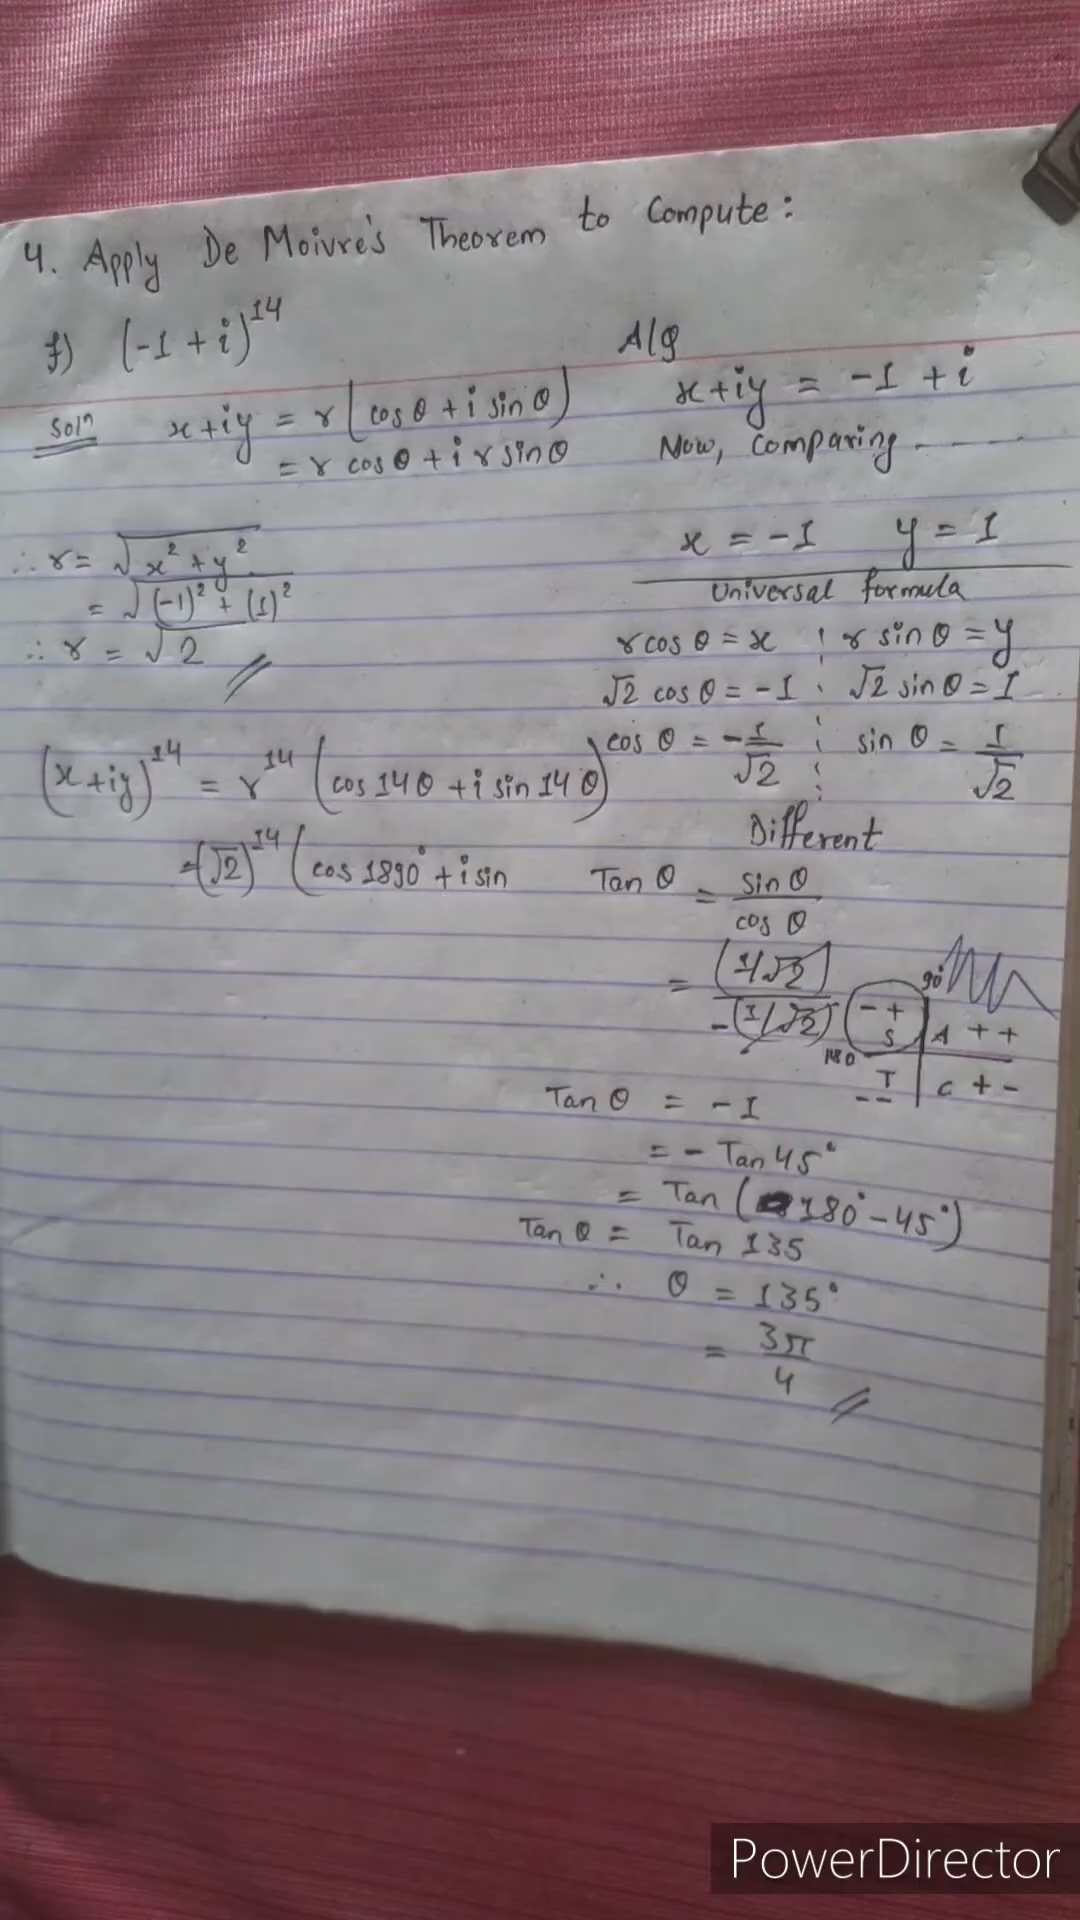 4. Apply De Moivre's Theorem to Compute:
f) (-1 + i)^14
Alg
Soln x+iy = r(cos θ + i sin θ)
= r cos θ + i r sin θ
x+iy = -1 + i
Now, Comparing
∴ r = √x² + y²
= √(-1)² + (1)²
∴ r = √2
x = -1 y = 1
Universal formula
r cos θ = x r sin θ = y
√2 cos θ = -1 √2 sin θ = 1
cos θ = -1/√2 sin θ = 1/√2
(x+iy)^14 = r^14 (cos 14θ + i sin 14θ)
= (√2)^14 (cos 1890° + i sin
Different
Tan θ = sin θ/cos θ
= (1/√2)/-(1/√2)
90°
- + S A + +
180
T -- C + -
Tan θ = -1
= - Tan 45°
= Tan (180° - 45°)
Tan θ = Tan 135
∴ θ = 135°
= 3π/4
PowerDirector